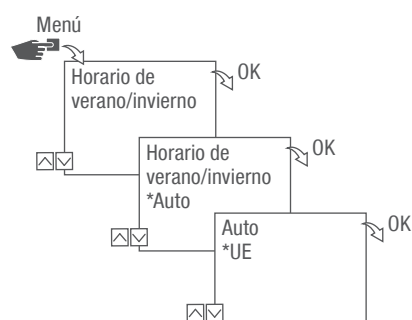 Menú
Horario de
verano/invierno
OK
Horario de
verano/invierno
*Auto
OK
Auto
*UE
OK